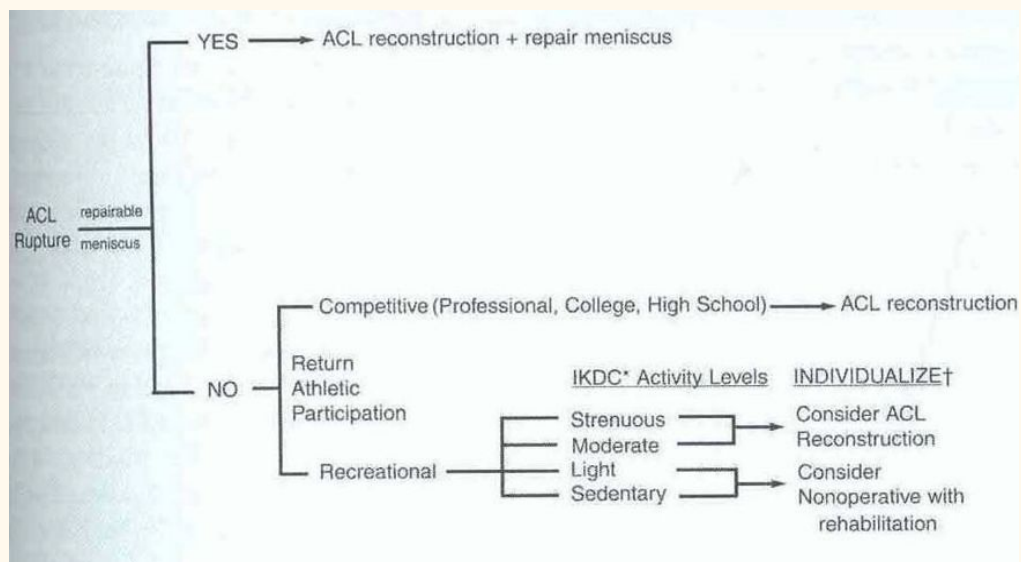 YES
ACL reconstruction + repair meniscus
ACL
Rupture
repairable
meniscus
NO
Return
Athletic
Participation
Competitive (Professional, College, High School)
ACL reconstruction
Recreational
IKDC* Activity Levels
INDIVIDUALIZE†
Strenuous
Moderate
Light
Sedentary
Consider ACL
Reconstruction
Consider
Nonoperative with
rehabilitation